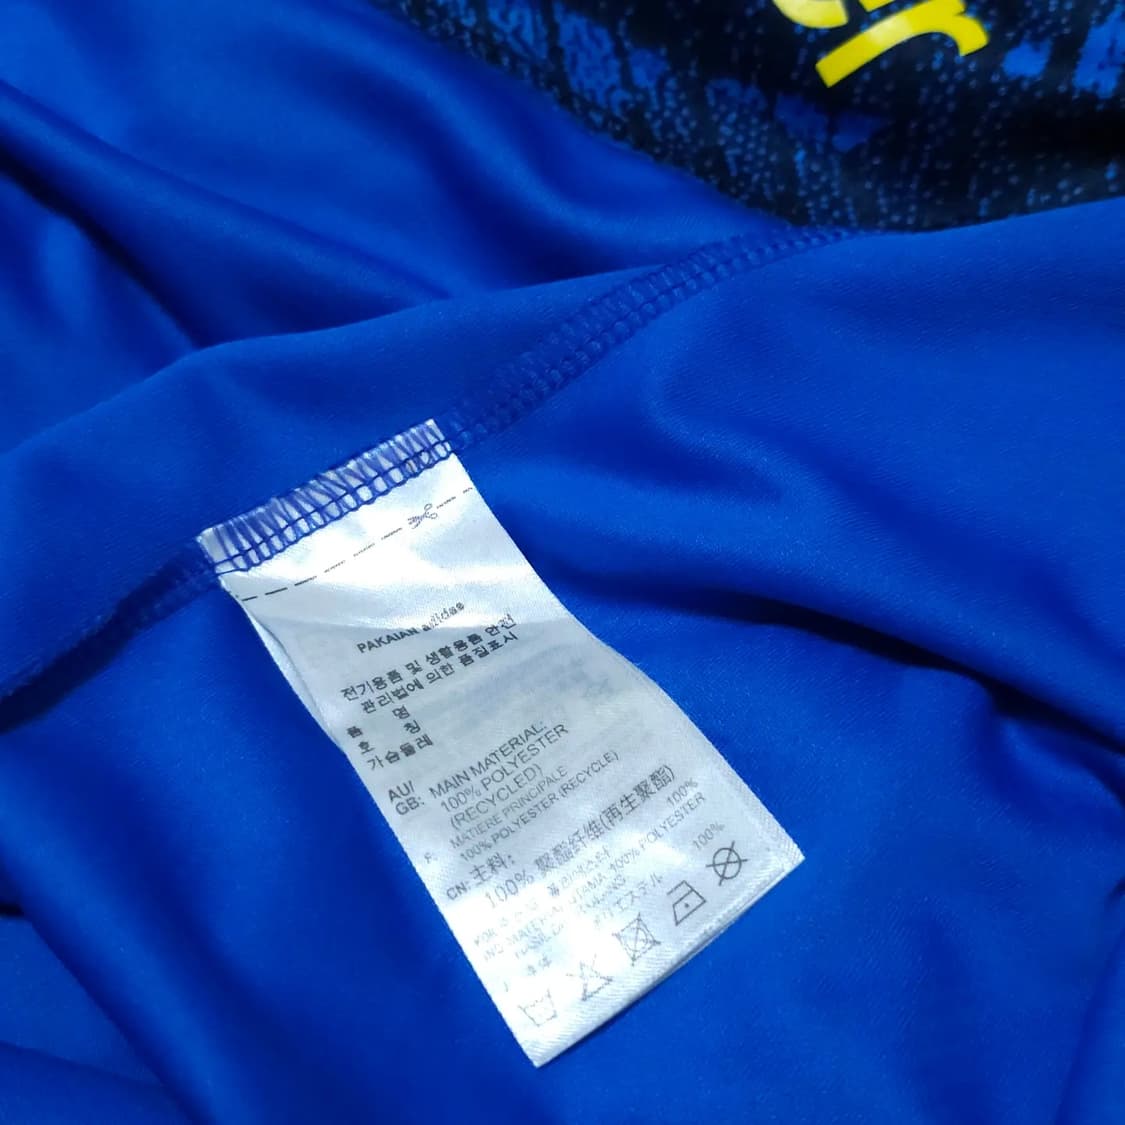 er
PAKAIAN adidas
전기용품 및 생활용품 안전
관리법에 의한 품질표시
품 명
호 칭
가슴둘레
AU/
GB: MAIN MATERIAL:
100% POLYESTER
(RECYCLED)
F: MATIERE PRINCIPALE
100% POLYESTER (RECYCLE)
CN: 主料:
100% 聚酯纤维(再生聚酯)
100%
MATERIAL UTAMA 100% POLYESTER
100%